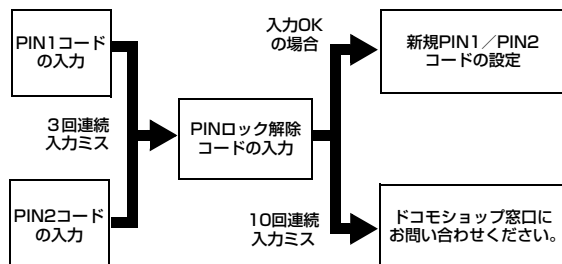 PIN1コード
の入力
3回連続
入力ミス
PIN2コード
の入力
PINロック解除
コードの入力
入力OK
の場合
新規PIN1／PIN2
コードの設定
10回連続
入力ミス
ドコモショップ窓口に
お問い合わせください。